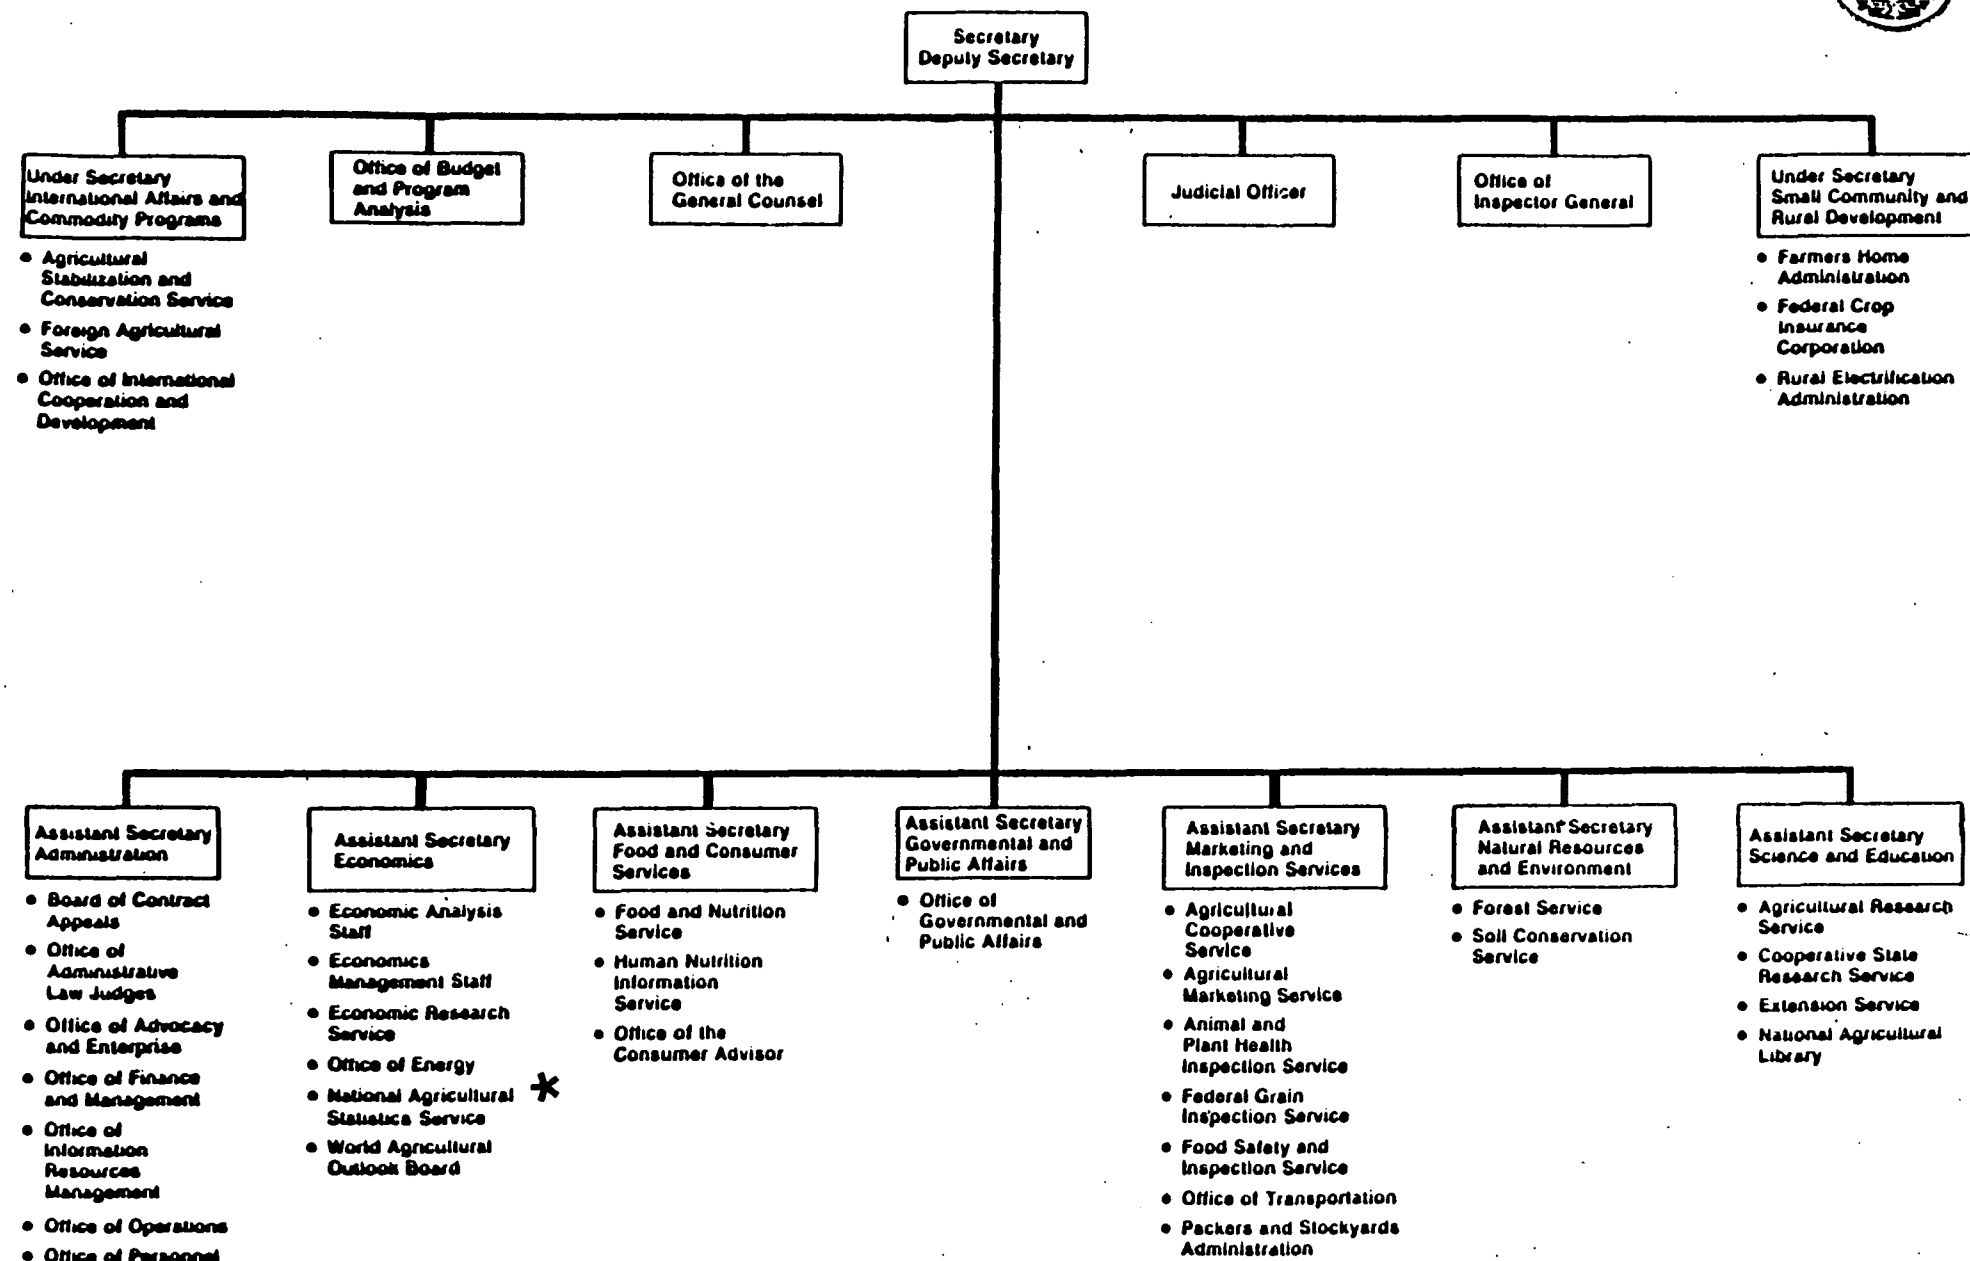 Secretary
Deputy Secretary
Under Secretary
International Affairs and
Commodity Programs
• Agricultural
Stabilization and
Conservation Service
• Foreign Agricultural
Service
• Office of International
Cooperation and
Development
Office of Budget
and Program
Analysis
Office of the
General Counsel
Judicial Officer
Office of
Inspector General
Under Secretary
Small Community and
Rural Development
• Farmers Home
Administration
• Federal Crop
Insurance
Corporation
• Rural Electrification
Administration
Assistant Secretary
Administration
• Board of Contract
Appeals
• Office of
Administrative
Law Judges
• Office of Advocacy
and Enterprise
• Office of Finance
and Management
• Office of
Information
Resources
Management
• Office of Operations
• Office of Personnel
Assistant Secretary
Economics
• Economic Analysis
Staff
• Economics
Management Staff
• Economic Research
Service
• Office of Energy
• National Agricultural *
Statistics Service
• World Agricultural
Outlook Board
Assistant Secretary
Food and Consumer
Services
• Food and Nutrition
Service
• Human Nutrition
Information
Service
• Office of the
Consumer Advisor
Assistant Secretary
Governmental and
Public Affairs
• Office of
Governmental and
Public Affairs
Assistant Secretary
Marketing and
Inspection Services
• Agricultural
Cooperative
Service
• Agricultural
Marketing Service
• Animal and
Plant Health
Inspection Service
• Federal Grain
Inspection Service
• Food Safety and
Inspection Service
• Office of Transportation
• Packers and Stockyards
Administration
Assistant Secretary
Natural Resources
and Environment
• Forest Service
• Soil Conservation
Service
Assistant Secretary
Science and Education
• Agricultural Research
Service
• Cooperative State
Research Service
• Extension Service
• National Agricultural
Library